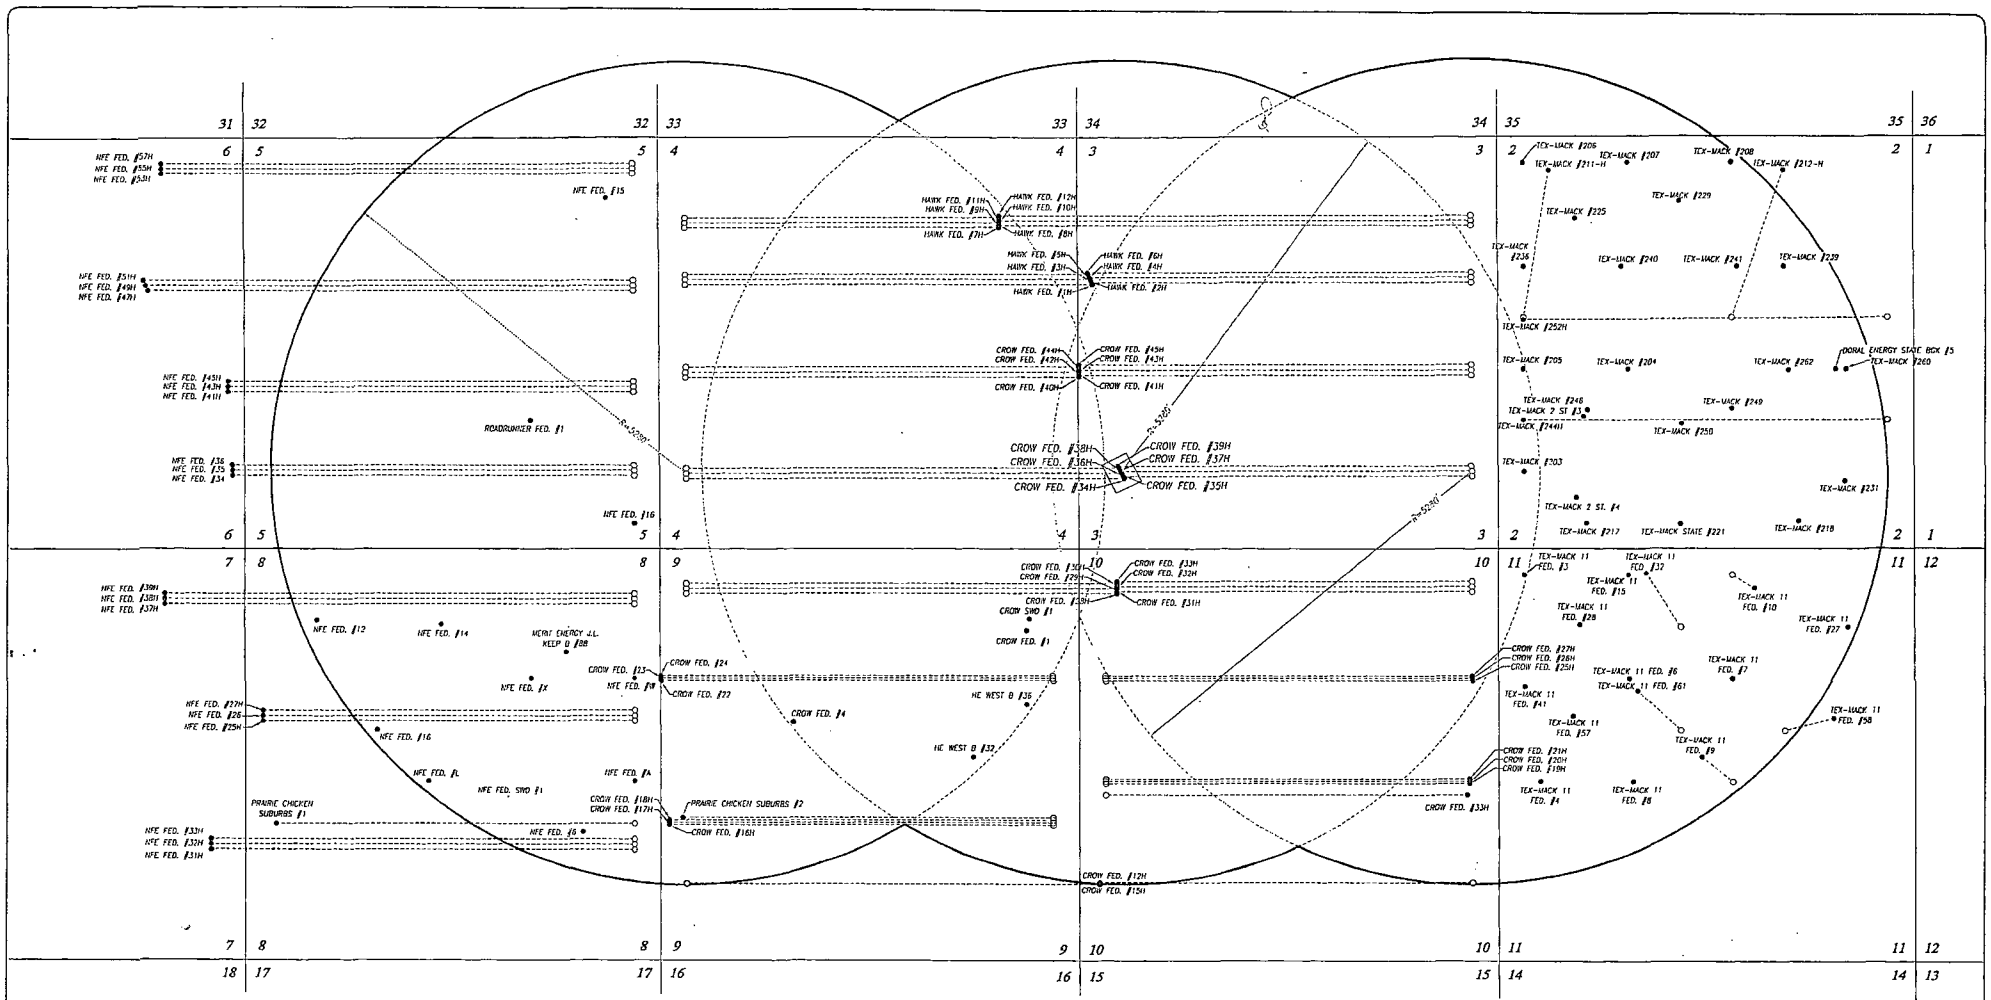 31 32
32 33
33 34
34 35
35 36
6 5
5 4
4 3
3 2
2 1
NFE FED. #57H
NFE FED. #55H
NFE FED. #53H
NFE FED. #15
HAWK FED. #11H
HAWK FED. #9H
HAWK FED. #7H
HAWK FED. #12H
HAWK FED. #10H
HAWK FED. #8H
TEX-MACK #206
TEX-MACK #211-H
TEX-MACK #207
TEX-MACK #208
TEX-MACK #212-H
TEX-MACK #229
TEX-MACK #225
NFE FED. #51H
NFE FED. #49H
NFE FED. #47H
HAWK FED. #5H
HAWK FED. #3H
HAWK FED. #1H
HAWK FED. #6H
HAWK FED. #4H
HAWK FED. #2H
TEX-MACK
#236
TEX-MACK #240
TEX-MACK #241
TEX-MACK #239
TEX-MACK #252H
NFE FED. #45H
NFE FED. #43H
NFE FED. #41H
CROW FED. #44H
CROW FED. #42H
CROW FED. #40H
CROW FED. #45H
CROW FED. #43H
CROW FED. #41H
TEX-MACK #205
TEX-MACK #204
TEX-MACK #262
DORAL ENERGY STATE BGK #5
TEX-MACK #260
ROADRUNNER FED. #1
R=5280'
R=5280'
TEX-MACK #246
TEX-MACK 2 ST #3
TEX-MACK #244H
TEX-MACK #249
TEX-MACK #250
NFE FED. #36
NFE FED. #35
NFE FED. #34
CROW FED. #38H
CROW FED. #36H
CROW FED. #34H
CROW FED. #39H
CROW FED. #37H
CROW FED. #35H
TEX-MACK #203
TEX-MACK #231
R=5280'
NFE FED. #16
TEX-MACK 2 ST. #4
TEX-MACK #217
TEX-MACK STATE #221
TEX-MACK #218
6 5
5 4
4 3
3 2
2 1
7 8
8 9
10
10 11
11 12
NFE FED. #39H
NFE FED. #38H
NFE FED. #37H
CROW FED. #30H
CROW FED. #29H
CROW FED. #33H
CROW FED. #32H
CROW FED. #31H
CROW SWD #1
CROW FED. #1
TEX-MACK 11
FED. #3
TEX-MACK 11
FED. #32
TEX-MACK 11
FED. #15
TEX-MACK 11
FED. #10
TEX-MACK 11
FED. #28
TEX-MACK 11
FED. #27
NFE FED. #12
NFE FED. #14
MERIT ENERGY J.L.
KEEP B #88
CROW FED. #23
NFE FED. #W
CROW FED. #24
CROW FED. #22
NFE FED. #X
CROW FED. #27H
CROW FED. #26H
CROW FED. #25H
TEX-MACK 11 FED. #6
TEX-MACK 11 FED. #61
TEX-MACK 11
FED. #7
TEX-MACK 11
FED. #41
TEX-MACK 11
FED. #57
TEX-MACK 11
FED. #58
TEX-MACK 11
FED. #9
NFE FED. #27H
NFE FED. #26
NFE FED. #25H
NFE FED. #16
CROW FED. #4
HE WEST B #36
HE WEST B #32
NFE FED. #L
NFE FED. SWD #1
NFE FED. #A
CROW FED. #21H
CROW FED. #20H
CROW FED. #19H
CROW FED. #33H
TEX-MACK 11
FED. #4
TEX-MACK 11
FED. #8
PRAIRIE CHICKEN
SUBURBS #1
CROW FED. #18H
CROW FED. #17H
CROW FED. #16H
PRAIRIE CHICKEN SUBURBS #2
NFE FED. #6
NFE FED. #33H
NFE FED. #32H
NFE FED. #31H
CROW FED. #12H
CROW FED. #15H
7 8
8 9
9 10
10 11
11 12
18 17
17 16
16 15
15 14
14 13